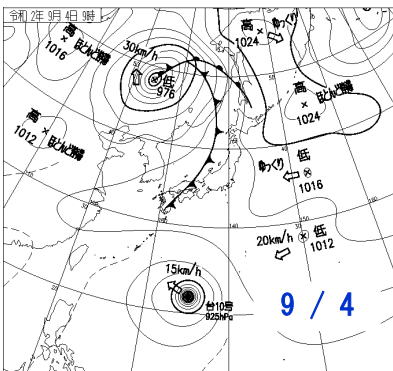 令和 2年 9月 4日 9時
高
1016
ほとんど停滞
30km/h
低
976
高
1024
ゆっくり
高
ほとんど停滞
1024
高
1012
ほとんど停滞
ゆっくり
低
1016
20km/h
低
1012
15km/h
台10号
925hPa
140
9 / 4